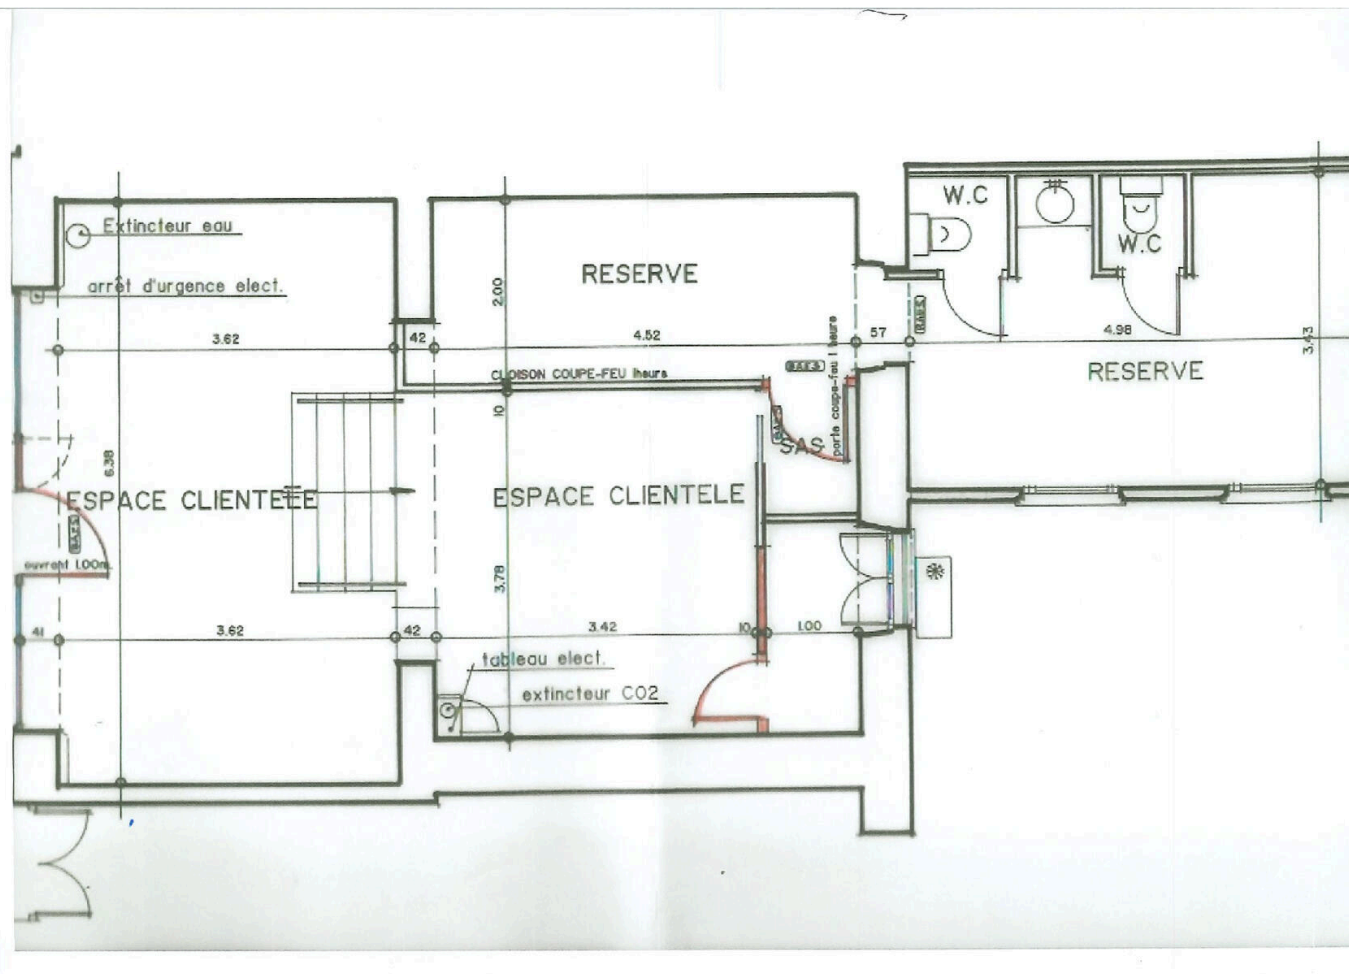 W.C
W.C
Extincteur eau
arrêt d'urgence elect.
RESERVE
2.00
3.62
42
4.52
57
4.98
3.43
B.A.E.S
B.A.E.S
RESERVE
CLOISON COUPE-FEU 1heure
porte coupe-feu 1 heure
10
B.A.E.S
SAS
6.38
ESPACE CLIENTELE
ESPACE CLIENTELE
B.A.E.S
ouvrant 1.00m.
3.78
41
3.62
42
3.42
10
1.00
tableau elect.
extincteur CO2